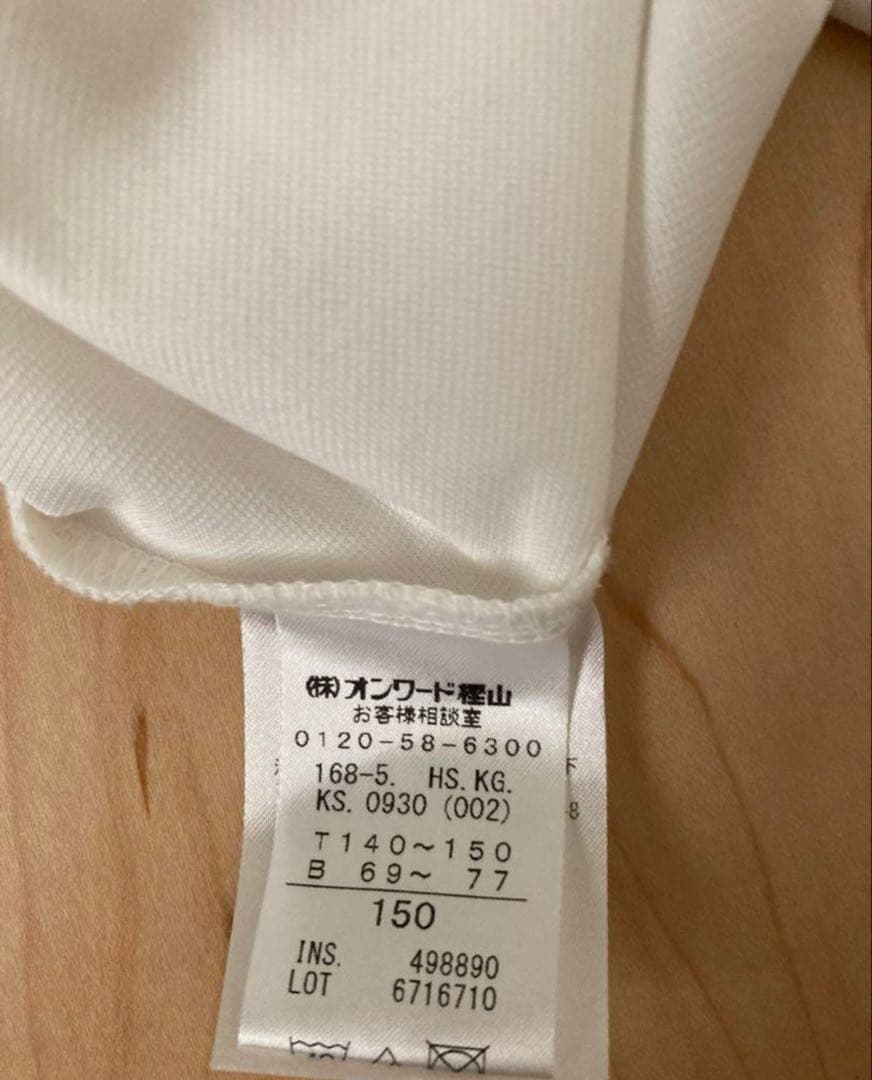 (株)オンワード樫山
お客様相談室
0120-58-6300
168-5. HS. KG.
KS. 0930 (002)
T140～150
B 69～ 77
150
INS. 498890
LOT 6716710